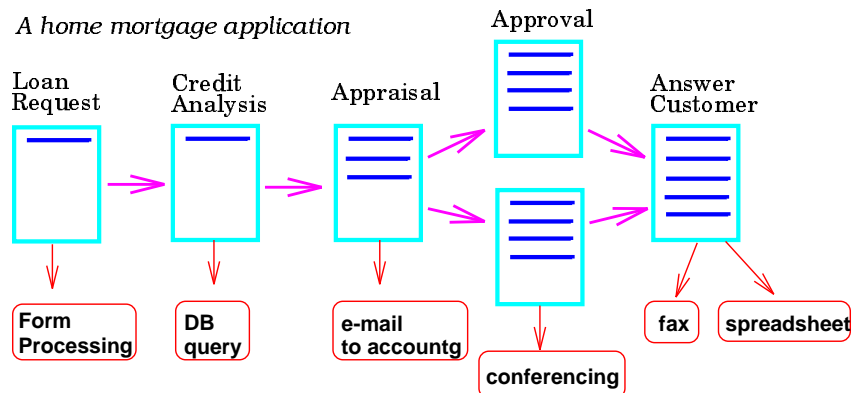 A home mortgage application
Approval
Loan
Request
Credit
Analysis
Appraisal
Answer
Customer
Form
Processing
DB
query
e-mail
to accountg
conferencing
fax
spreadsheet